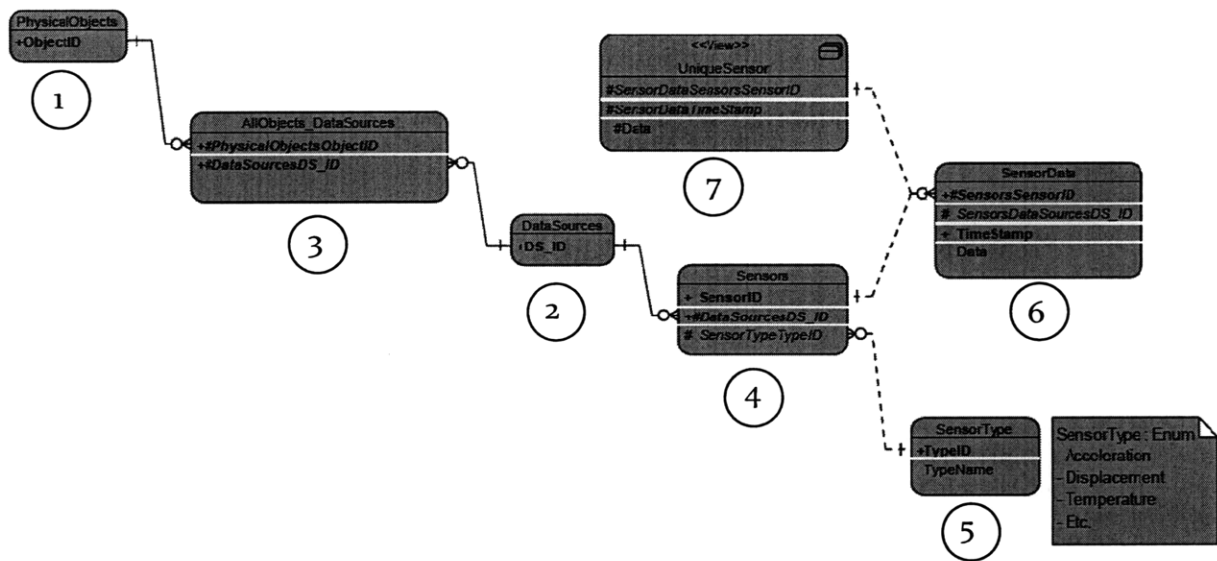 PhysicalObjects
+ObjectID
1
AllObjects_DataSources
+#PhysicalObjectsObjectID
+#DataSourcesDS_ID
3
DataSources
+DS_ID
2
<<View>>
UniqueSensor
#SensorDataSensorsSensorID
#SensorDataTimeStamp
#Data
7
Sensors
+ SensorID
+#DataSourcesDS_ID
# SensorTypeTypeID
4
SensorData
+#SensorsSensorID
# SensorsDataSourcesDS_ID
+ TimeStamp
Data
6
SensorType
+TypeID
TypeName
5
SensorType : Enum
- Acceleration
- Displacement
- Temperature
- Etc.